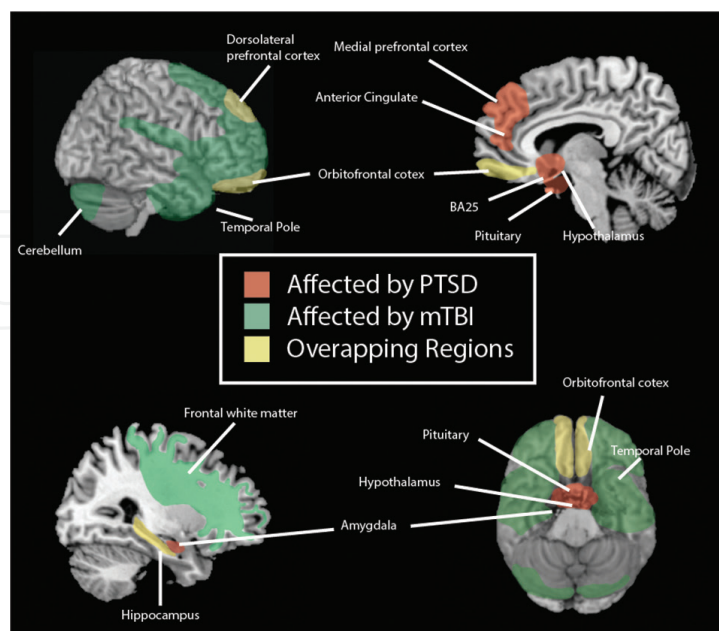 Dorsolateral
prefrontal cortex
Medial prefrontal cortex
Anterior Cingulate
Orbitofrontal cotex
BA25
Temporal Pole
Pituitary
Hypothalamus
Cerebellum
Affected by PTSD
Affected by mTBI
Overapping Regions
Orbitofrontal cotex
Frontal white matter
Pituitary
Temporal Pole
Hypothalamus
Amygdala
Hippocampus